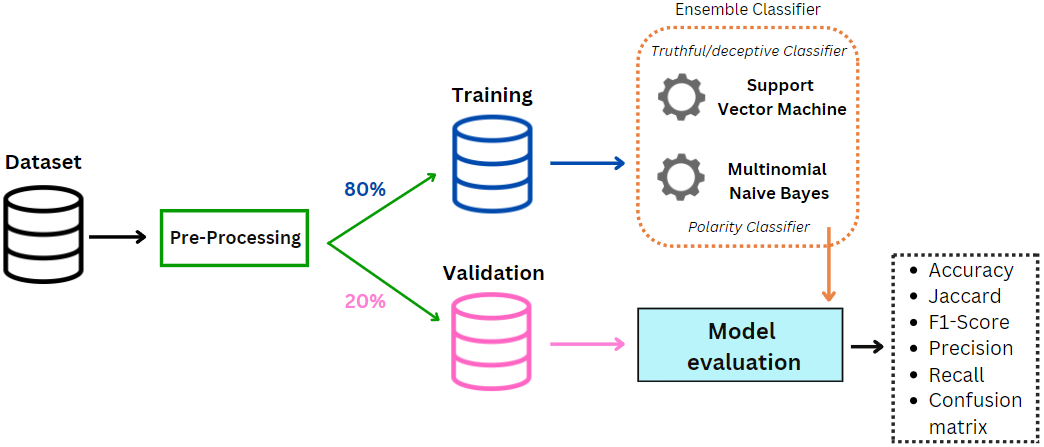 Ensemble Classifier
Truthful/deceptive Classifier
Support
Vector Machine
Multinomial
Naive Bayes
Polarity Classifier
Training
Dataset
80%
Pre-Processing
Validation
20%
Model
evaluation
• Accuracy
• Jaccard
• F1-Score
• Precision
• Recall
• Confusion
matrix